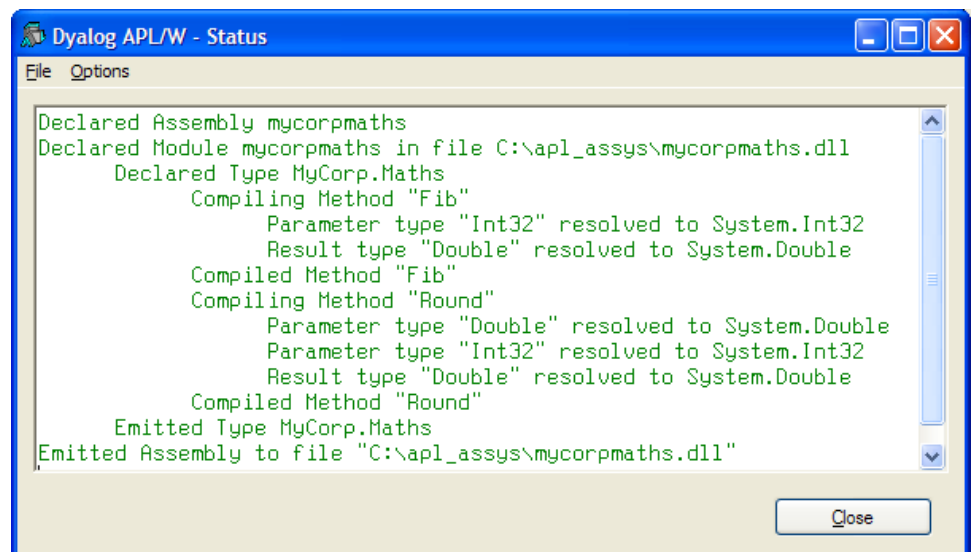 Dyalog APL/W - Status
File Options
Declared Assembly mycorpmaths
Declared Module mycorpmaths in file C:\apl_assys\mycorpmaths.dll
Declared Type MyCorp.Maths
Compiling Method "Fib"
Parameter type "Int32" resolved to System.Int32
Result type "Double" resolved to System.Double
Compiled Method "Fib"
Compiling Method "Round"
Parameter type "Double" resolved to System.Double
Parameter type "Int32" resolved to System.Int32
Result type "Double" resolved to System.Double
Compiled Method "Round"
Emitted Type MyCorp.Maths
Emitted Assembly to file "C:\apl_assys\mycorpmaths.dll"
Close